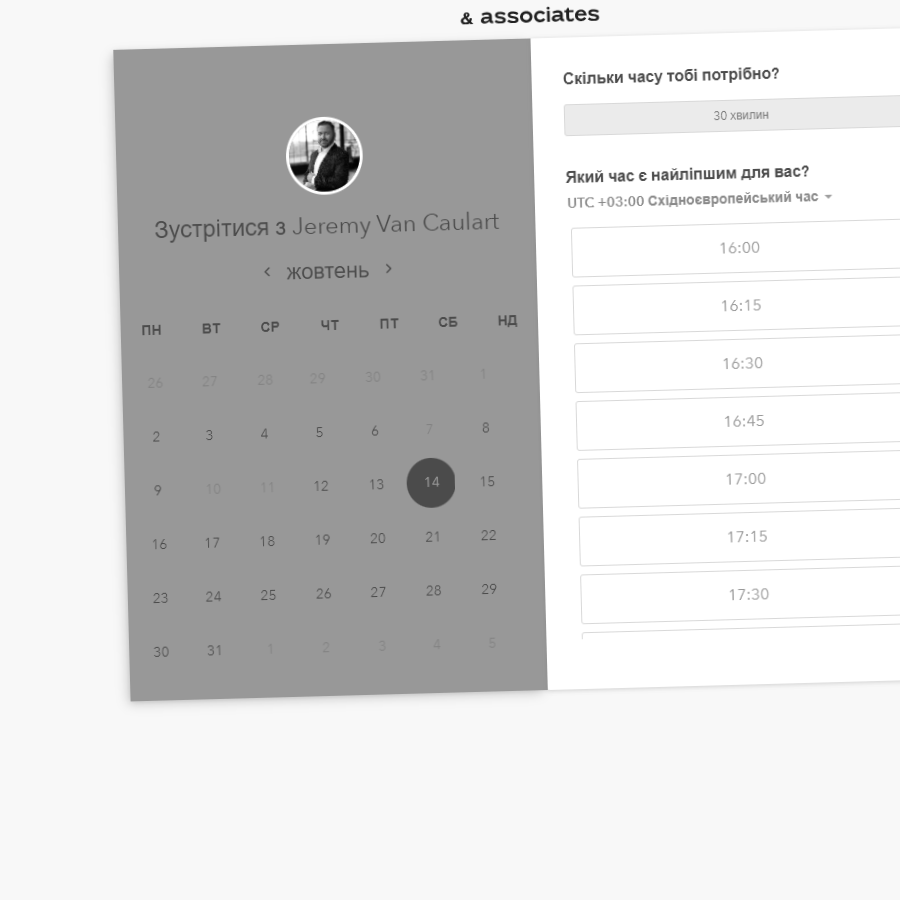 & associates
Зустрітися з Jeremy Van Caulart
‹ жовтень ›
ПН ВТ СР ЧТ ПТ СБ НД
26 27 28 29 30 31 1
2 3 4 5 6 7 8
9 10 11 12 13 14 15
16 17 18 19 20 21 22
23 24 25 26 27 28 29
30 31 1 2 3 4 5
Скільки часу тобі потрібно?
30 хвилин
Який час є найліпшим для вас?
UTC +03:00 Східноєвропейський час
16:00
16:15
16:30
16:45
17:00
17:15
17:30